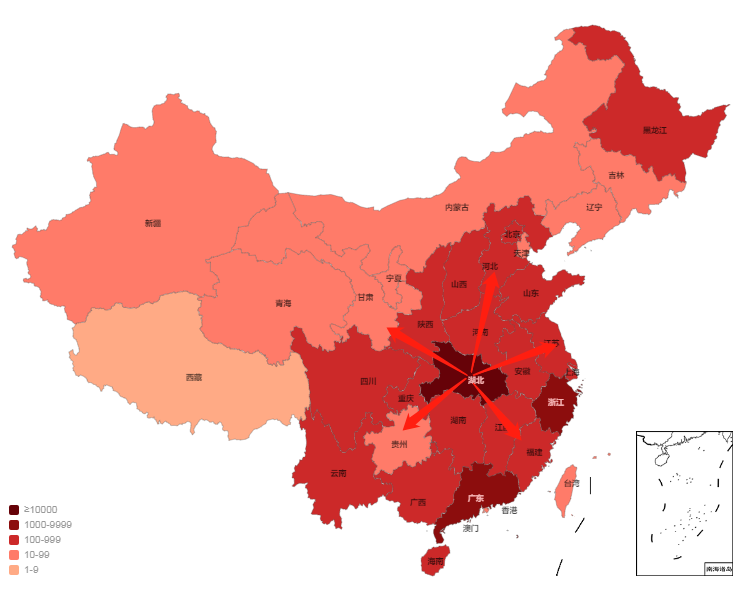 黑龙江
吉林
辽宁
内蒙古
新疆
北京
天津
河北
宁夏
山西
山东
甘肃
青海
陕西
河南
江苏
安徽
上海
西藏
四川
湖北
重庆
浙江
湖南
江西
贵州
福建
云南
台湾
广西
广东
香港
澳门
海南
≥10000
1000-9999
100-999
10-99
1-9
南海诸岛